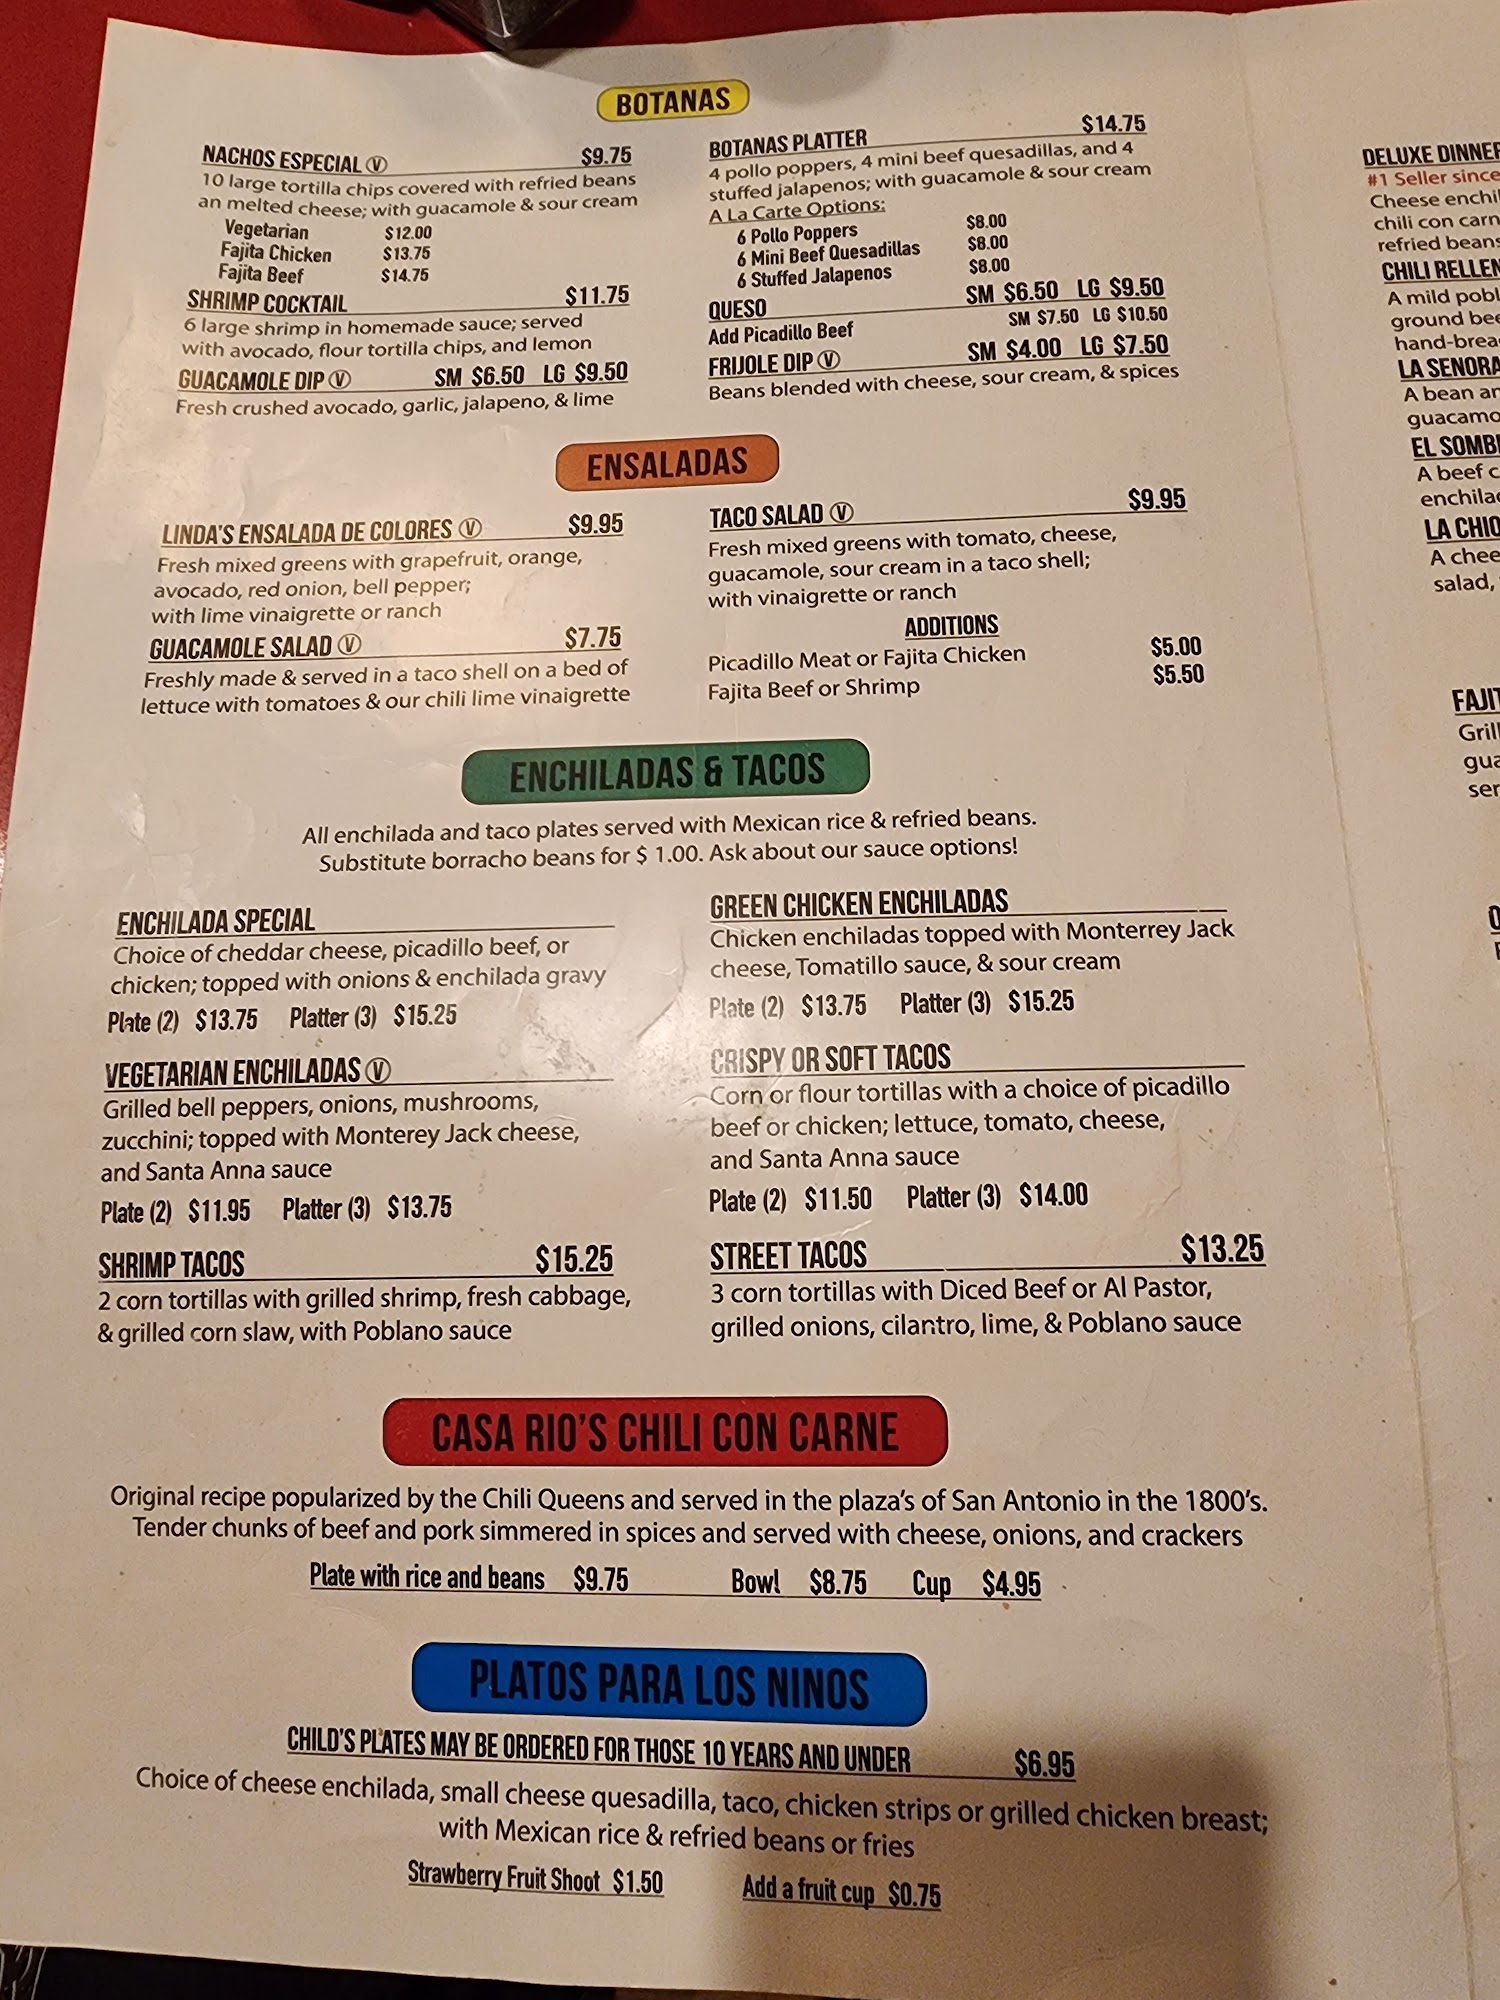 BOTANAS
NACHOS ESPECIAL Ⓥ $9.75
10 large tortilla chips covered with refried beans
an melted cheese; with guacamole & sour cream
Vegetarian $12.00
Fajita Chicken $13.75
Fajita Beef $14.75
SHRIMP COCKTAIL $11.75
6 large shrimp in homemade sauce; served
with avocado, flour tortilla chips, and lemon
GUACAMOLE DIP Ⓥ SM $6.50 LG $9.50
Fresh crushed avocado, garlic, jalapeno, & lime
BOTANAS PLATTER $14.75
4 pollo poppers, 4 mini beef quesadillas, and 4
stuffed jalapenos; with guacamole & sour cream
A La Carte Options:
6 Pollo Poppers $8.00
6 Mini Beef Quesadillas $8.00
6 Stuffed Jalapenos $8.00
QUESO SM $6.50 LG $9.50
Add Picadillo Beef SM $7.50 LG $10.50
FRIJOLE DIP Ⓥ SM $4.00 LG $7.50
Beans blended with cheese, sour cream, & spices
ENSALADAS
LINDA'S ENSALADA DE COLORES Ⓥ $9.95
Fresh mixed greens with grapefruit, orange,
avocado, red onion, bell pepper;
with lime vinaigrette or ranch
GUACAMOLE SALAD Ⓥ $7.75
Freshly made & served in a taco shell on a bed of
lettuce with tomatoes & our chili lime vinaigrette
TACO SALAD Ⓥ $9.95
Fresh mixed greens with tomato, cheese,
guacamole, sour cream in a taco shell;
with vinaigrette or ranch
ADDITIONS
Picadillo Meat or Fajita Chicken $5.00
Fajita Beef or Shrimp $5.50
ENCHILADAS & TACOS
All enchilada and taco plates served with Mexican rice & refried beans.
Substitute borracho beans for $ 1.00. Ask about our sauce options!
ENCHILADA SPECIAL
Choice of cheddar cheese, picadillo beef, or
chicken; topped with onions & enchilada gravy
Plate (2) $13.75 Platter (3) $15.25
VEGETARIAN ENCHILADAS Ⓥ
Grilled bell peppers, onions, mushrooms,
zucchini; topped with Monterey Jack cheese,
and Santa Anna sauce
Plate (2) $11.95 Platter (3) $13.75
SHRIMP TACOS $15.25
2 corn tortillas with grilled shrimp, fresh cabbage,
& grilled corn slaw, with Poblano sauce
GREEN CHICKEN ENCHILADAS
Chicken enchiladas topped with Monterrey Jack
cheese, Tomatillo sauce, & sour cream
Plate (2) $13.75 Platter (3) $15.25
CRISPY OR SOFT TACOS
Corn or flour tortillas with a choice of picadillo
beef or chicken; lettuce, tomato, cheese,
and Santa Anna sauce
Plate (2) $11.50 Platter (3) $14.00
STREET TACOS $13.25
3 corn tortillas with Diced Beef or Al Pastor,
grilled onions, cilantro, lime, & Poblano sauce
CASA RIO'S CHILI CON CARNE
Original recipe popularized by the Chili Queens and served in the plaza's of San Antonio in the 1800's.
Tender chunks of beef and pork simmered in spices and served with cheese, onions, and crackers
Plate with rice and beans $9.75 Bowl $8.75 Cup $4.95
PLATOS PARA LOS NINOS
CHILD'S PLATES MAY BE ORDERED FOR THOSE 10 YEARS AND UNDER $6.95
Choice of cheese enchilada, small cheese quesadilla, taco, chicken strips or grilled chicken breast;
with Mexican rice & refried beans or fries
Strawberry Fruit Shoot $1.50 Add a fruit cup $0.75
DELUXE DINNER
#1 Seller since
Cheese enchil
chili con carn
refried beans
CHILI RELLEN
A mild pobl
ground bee
hand-brea
LA SENORA
A bean an
guacamo
EL SOMB
A beef c
enchila
LA CHIC
A chee
salad,
FAJIT
Grill
gua
ser